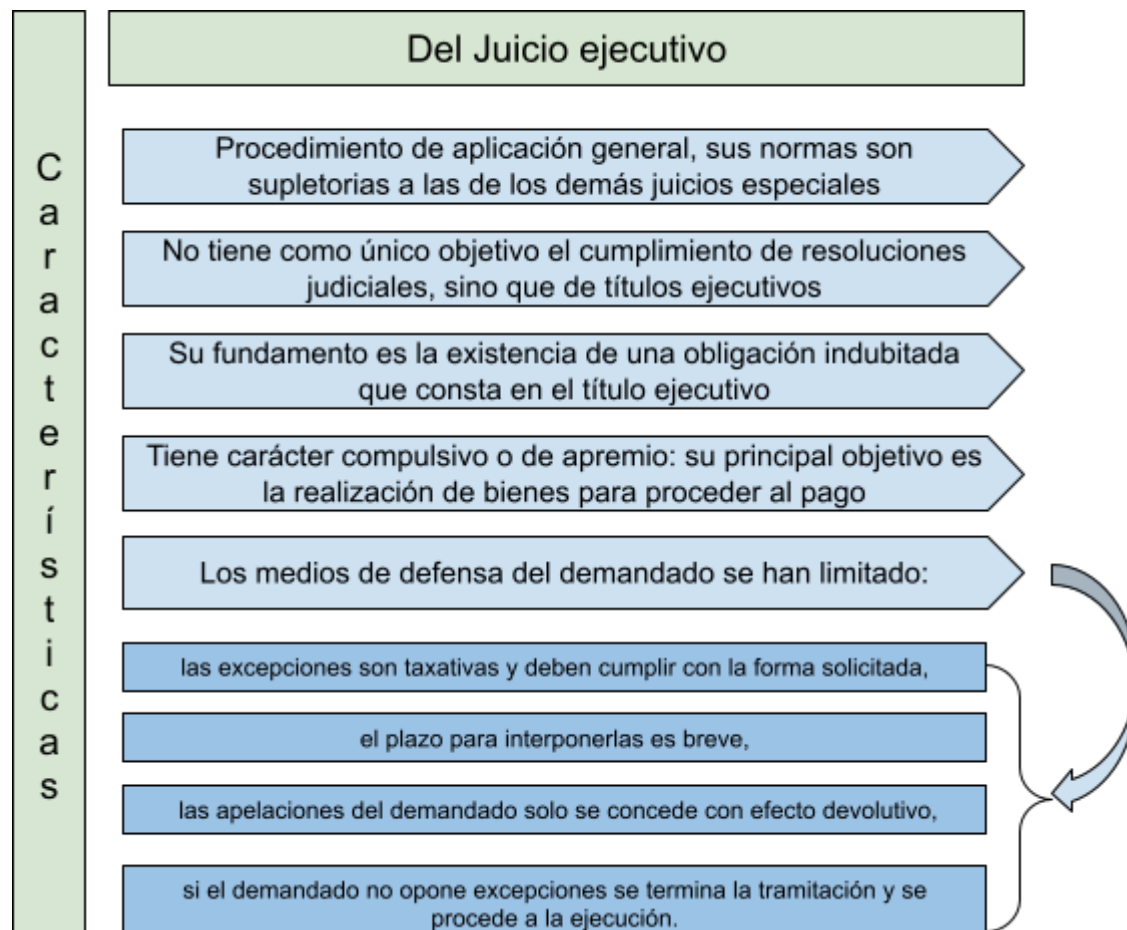 Del Juicio ejecutivo
Características
Procedimiento de aplicación general, sus normas son
supletorias a las de los demás juicios especiales
No tiene como único objetivo el cumplimiento de resoluciones
judiciales, sino que de títulos ejecutivos
Su fundamento es la existencia de una obligación indubitada
que consta en el título ejecutivo
Tiene carácter compulsivo o de apremio: su principal objetivo es
la realización de bienes para proceder al pago
Los medios de defensa del demandado se han limitado:
las excepciones son taxativas y deben cumplir con la forma solicitada,
el plazo para interponerlas es breve,
las apelaciones del demandado solo se concede con efecto devolutivo,
si el demandado no opone excepciones se termina la tramitación y se
procede a la ejecución.